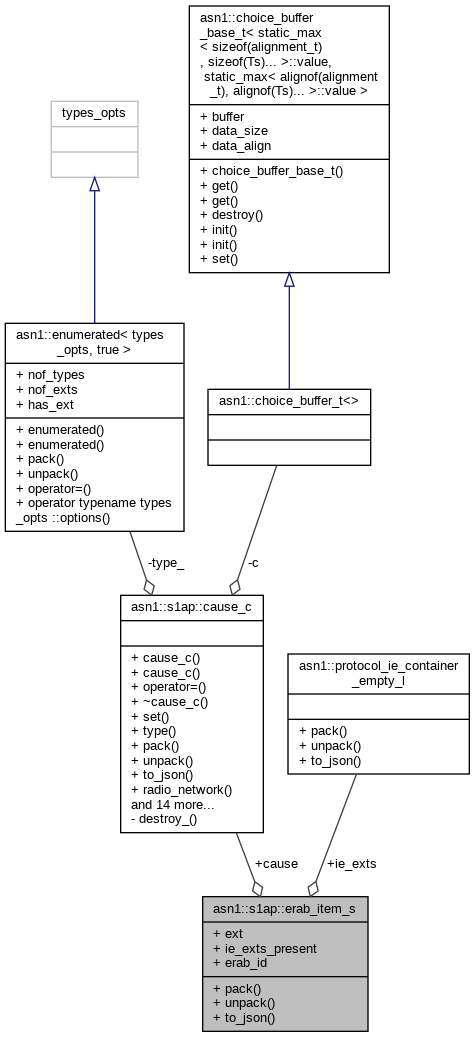 asn1::choice_buffer
_base_t< static_max
< sizeof(alignment_t)
, sizeof(Ts)... >::value,
static_max< alignof(alignment
_t), alignof(Ts)... >::value >
+ buffer
+ data_size
+ data_align
+ choice_buffer_base_t()
+ get()
+ get()
+ destroy()
+ init()
+ init()
+ set()
types_opts
asn1::enumerated< types
_opts, true >
+ nof_types
+ nof_exts
+ has_ext
+ enumerated()
+ enumerated()
+ pack()
+ unpack()
+ operator=()
+ operator typename types
_opts ::options()
asn1::choice_buffer_t<>
-type_
-c
asn1::s1ap::cause_c
+ cause_c()
+ cause_c()
+ operator=()
+ ~cause_c()
+ set()
+ type()
+ pack()
+ unpack()
+ to_json()
+ radio_network()
and 14 more...
- destroy_()
asn1::protocol_ie_container
_empty_l
+ pack()
+ unpack()
+ to_json()
+cause
+ie_exts
asn1::s1ap::erab_item_s
+ ext
+ ie_exts_present
+ erab_id
+ pack()
+ unpack()
+ to_json()